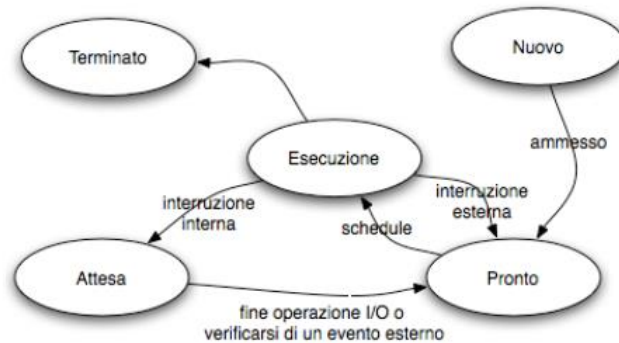 Terminato
Nuovo
Esecuzione
ammesso
interruzione
interna
interruzione
esterna
schedule
Attesa
Pronto
fine operazione I/O o
verificarsi di un evento esterno